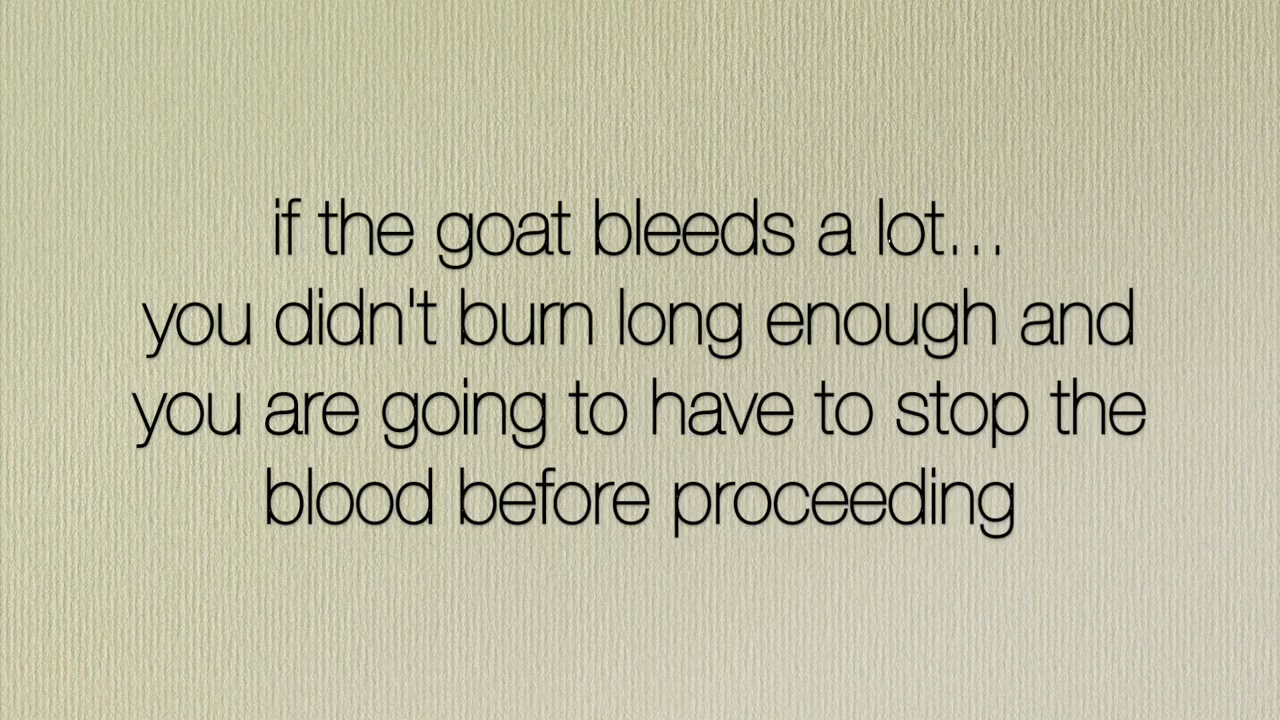 if the goat bleeds a lot...
you didn't burn long enough and
you are going to have to stop the
blood before proceeding